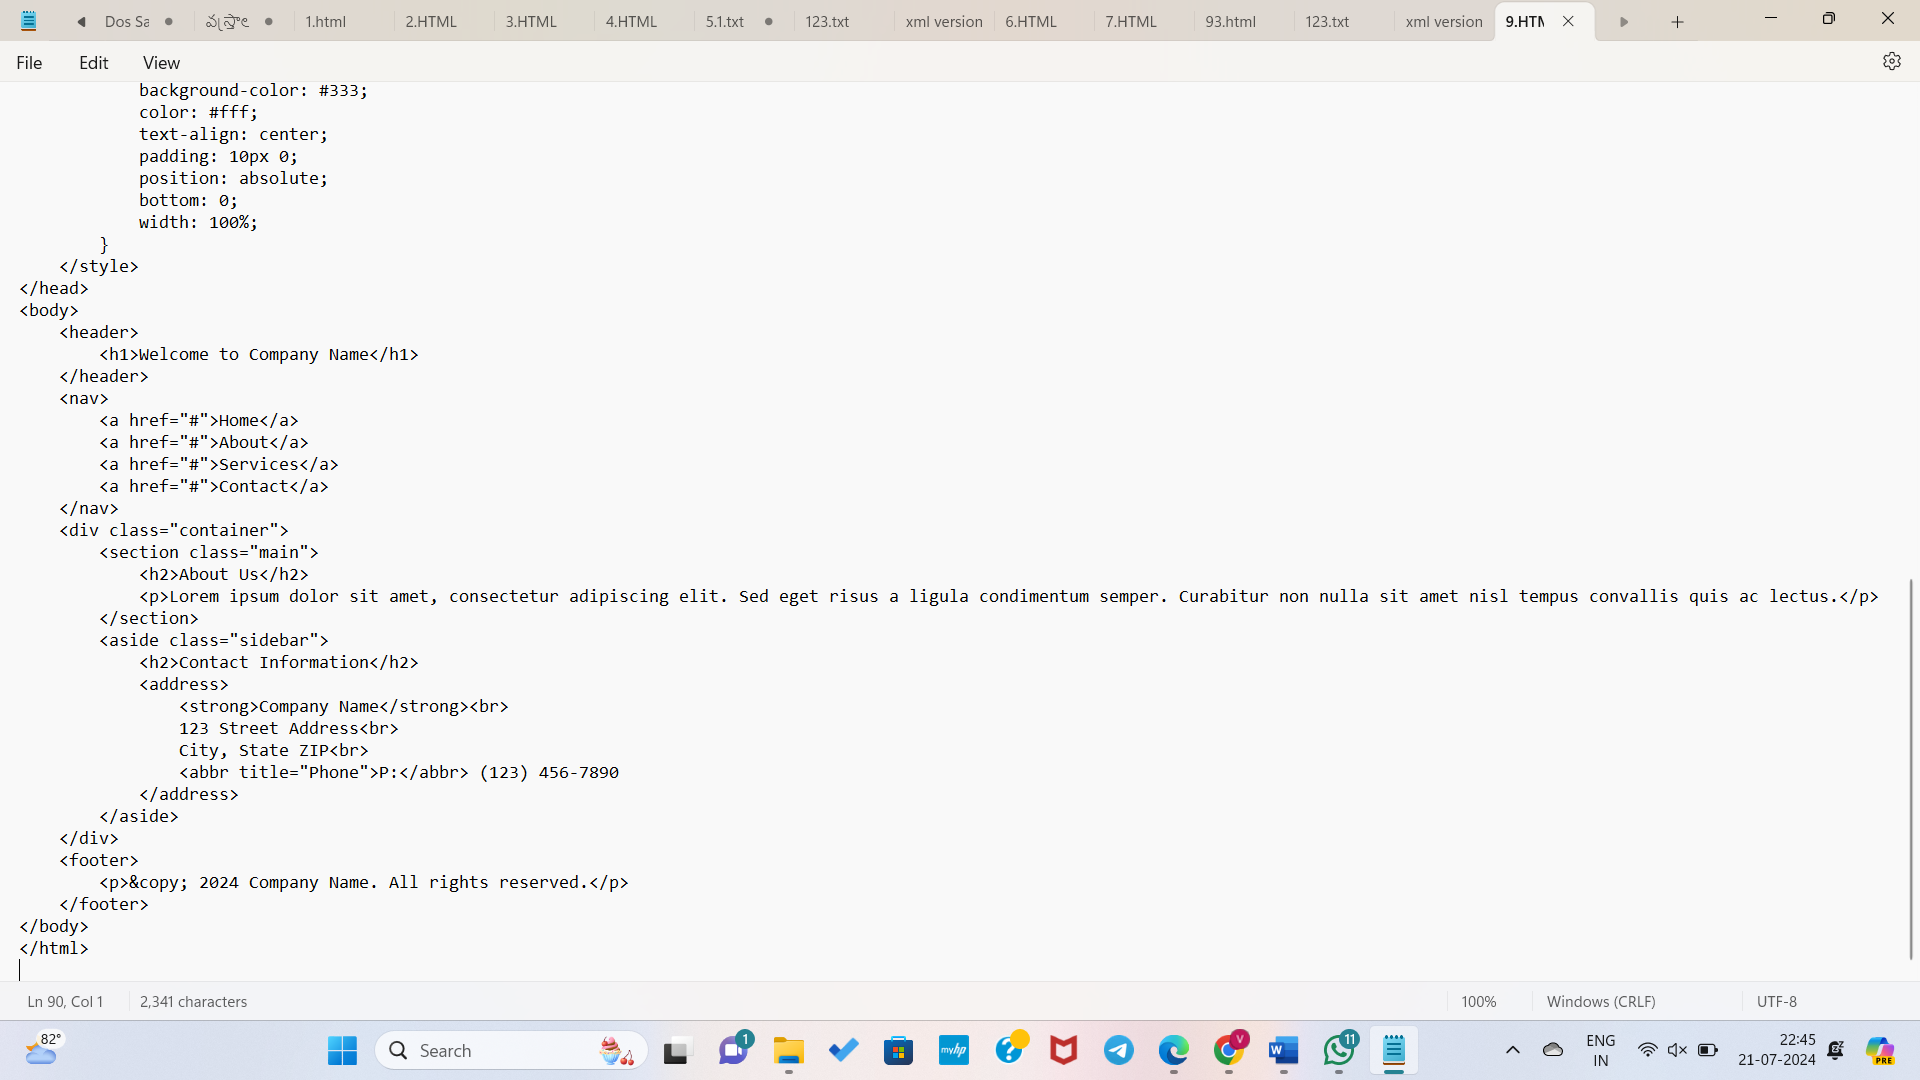 Dos Sa
1.html
2.HTML
3.HTML
4.HTML
5.1.txt
123.txt
xml version
6.HTML
7.HTML
93.html
123.txt
xml version
9.HTM
File Edit View
            background-color: #333;
            color: #fff;
            text-align: center;
            padding: 10px 0;
            position: absolute;
            bottom: 0;
            width: 100%;
        }
    </style>
</head>
<body>
    <header>
        <h1>Welcome to Company Name</h1>
    </header>
    <nav>
        <a href="#">Home</a>
        <a href="#">About</a>
        <a href="#">Services</a>
        <a href="#">Contact</a>
    </nav>
    <div class="container">
        <section class="main">
            <h2>About Us</h2>
            <p>Lorem ipsum dolor sit amet, consectetur adipiscing elit. Sed eget risus a ligula condimentum semper. Curabitur non nulla sit amet nisl tempus convallis quis ac lectus.</p>
        </section>
        <aside class="sidebar">
            <h2>Contact Information</h2>
            <address>
                <strong>Company Name</strong><br>
                123 Street Address<br>
                City, State ZIP<br>
                <abbr title="Phone">P:</abbr> (123) 456-7890
            </address>
        </aside>
    </div>
    <footer>
        <p>&copy; 2024 Company Name. All rights reserved.</p>
    </footer>
</body>
</html>
Ln 90, Col 1 2,341 characters 100% Windows (CRLF) UTF-8
82°
Search
1
myhp
V
W
11
ENG
IN
22:45
21-07-2024
PRE